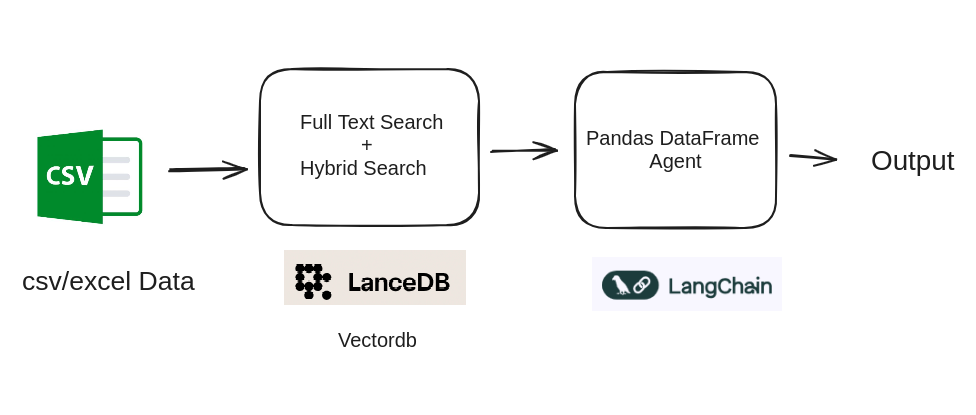 CSV
csv/excel Data
Full Text Search
+
Hybrid Search
LanceDB
Vectordb
Pandas DataFrame
Agent
LangChain
Output